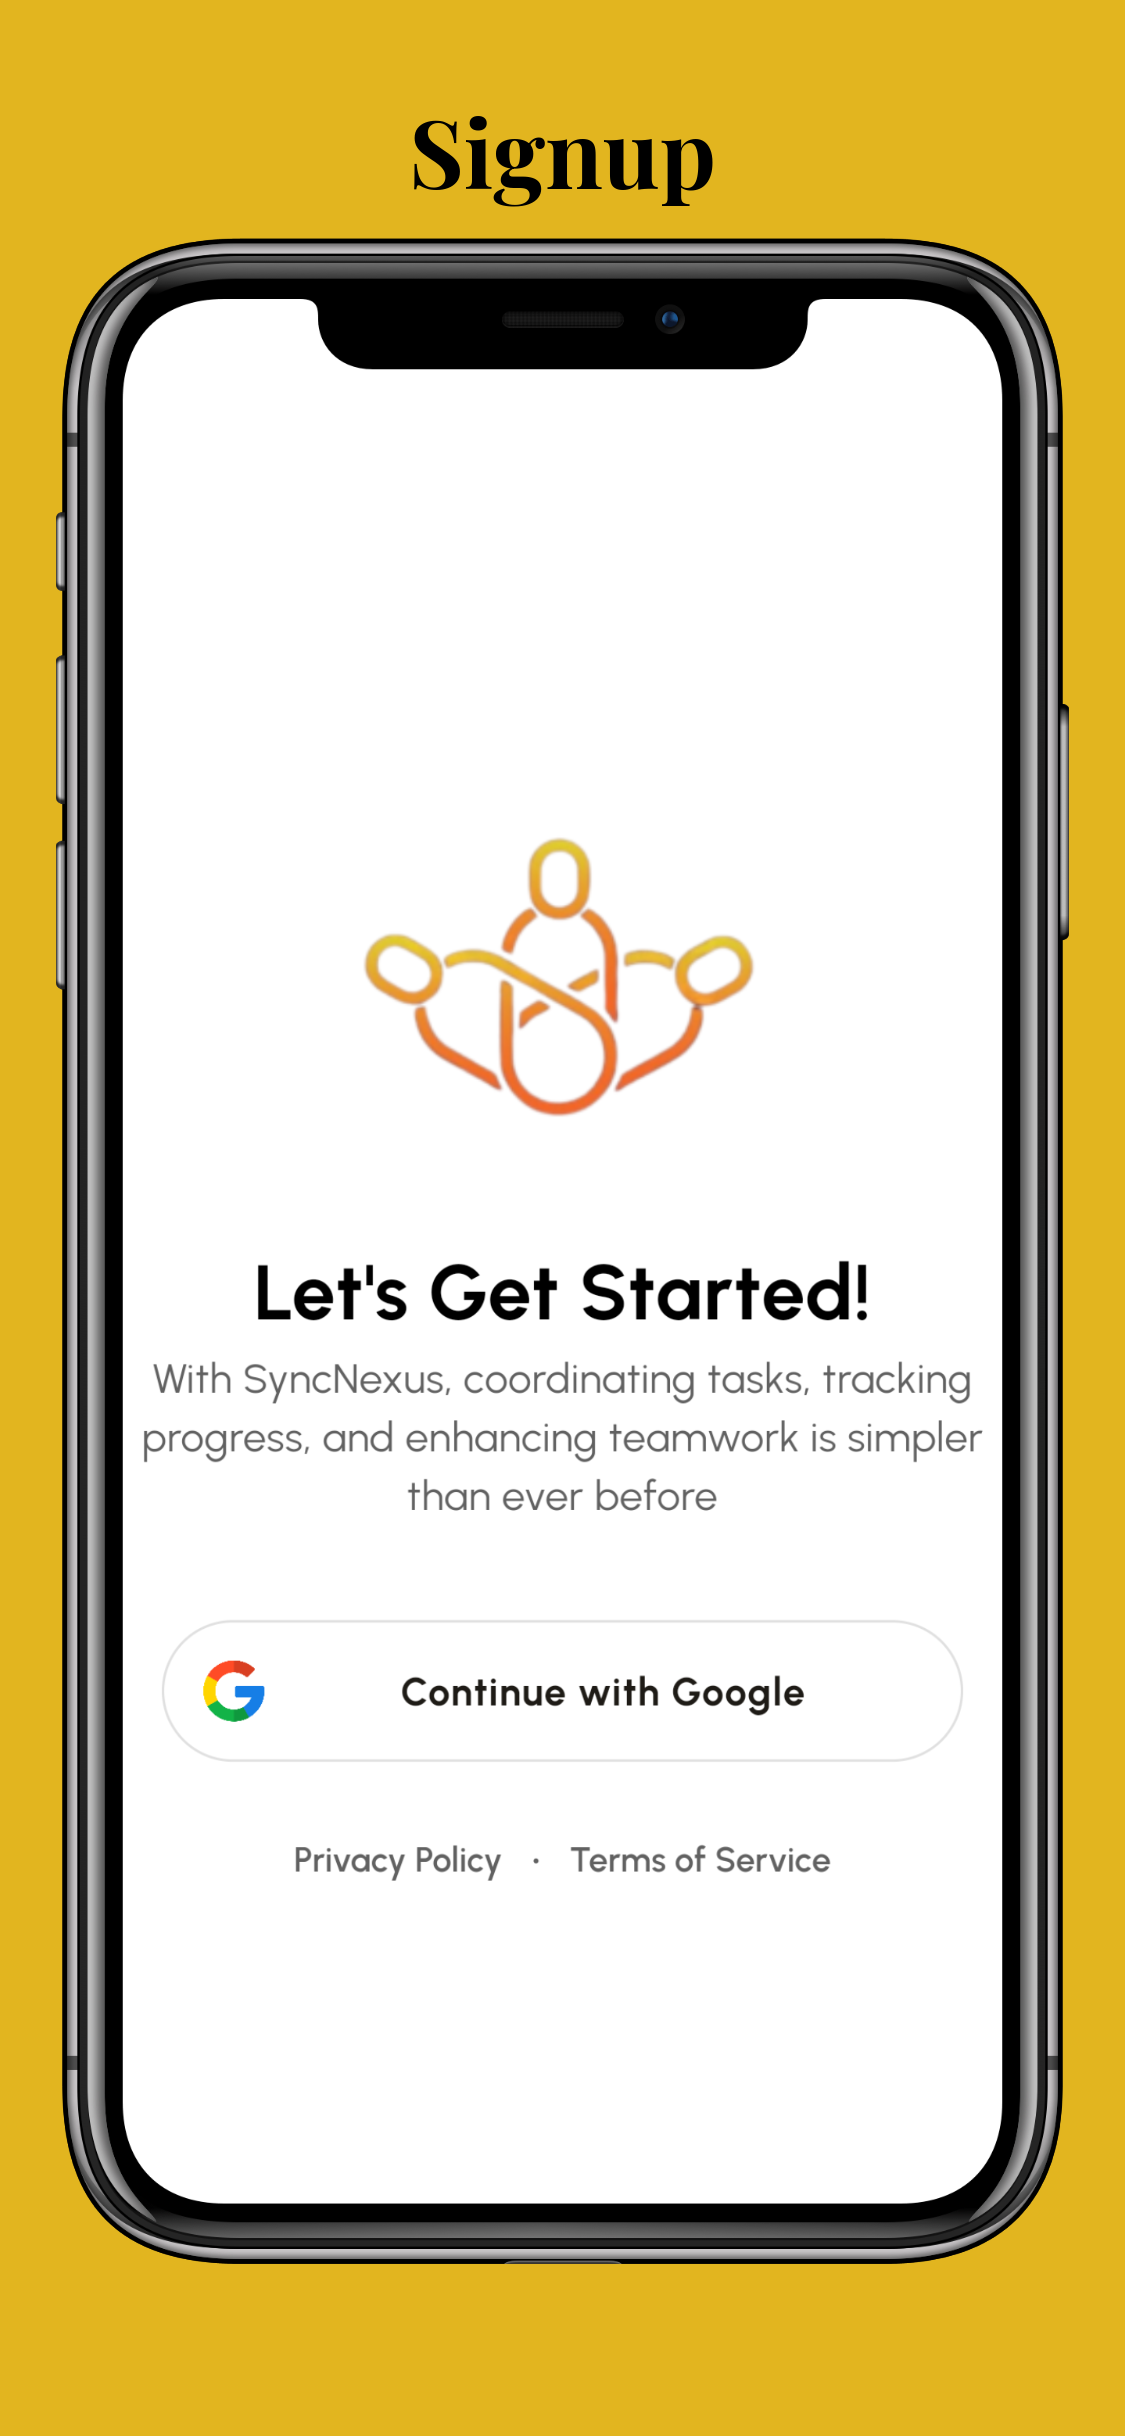 Signup
Let's Get Started!
With SyncNexus, coordinating tasks, tracking
progress, and enhancing teamwork is simpler
than ever before
Continue with Google
Privacy Policy · Terms of Service